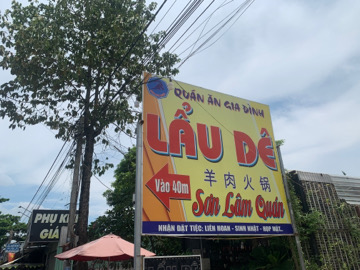 QUÁN ĂN GIA ĐÌNH
LẨU DÊ
羊肉火锅
Vào 40m
Sơn Lâm Quán
NHẬN ĐẶT TIỆC: LIÊN HOAN - SINH NHẬT - HỌP MẶT...
PHỤ KI
GIÁ